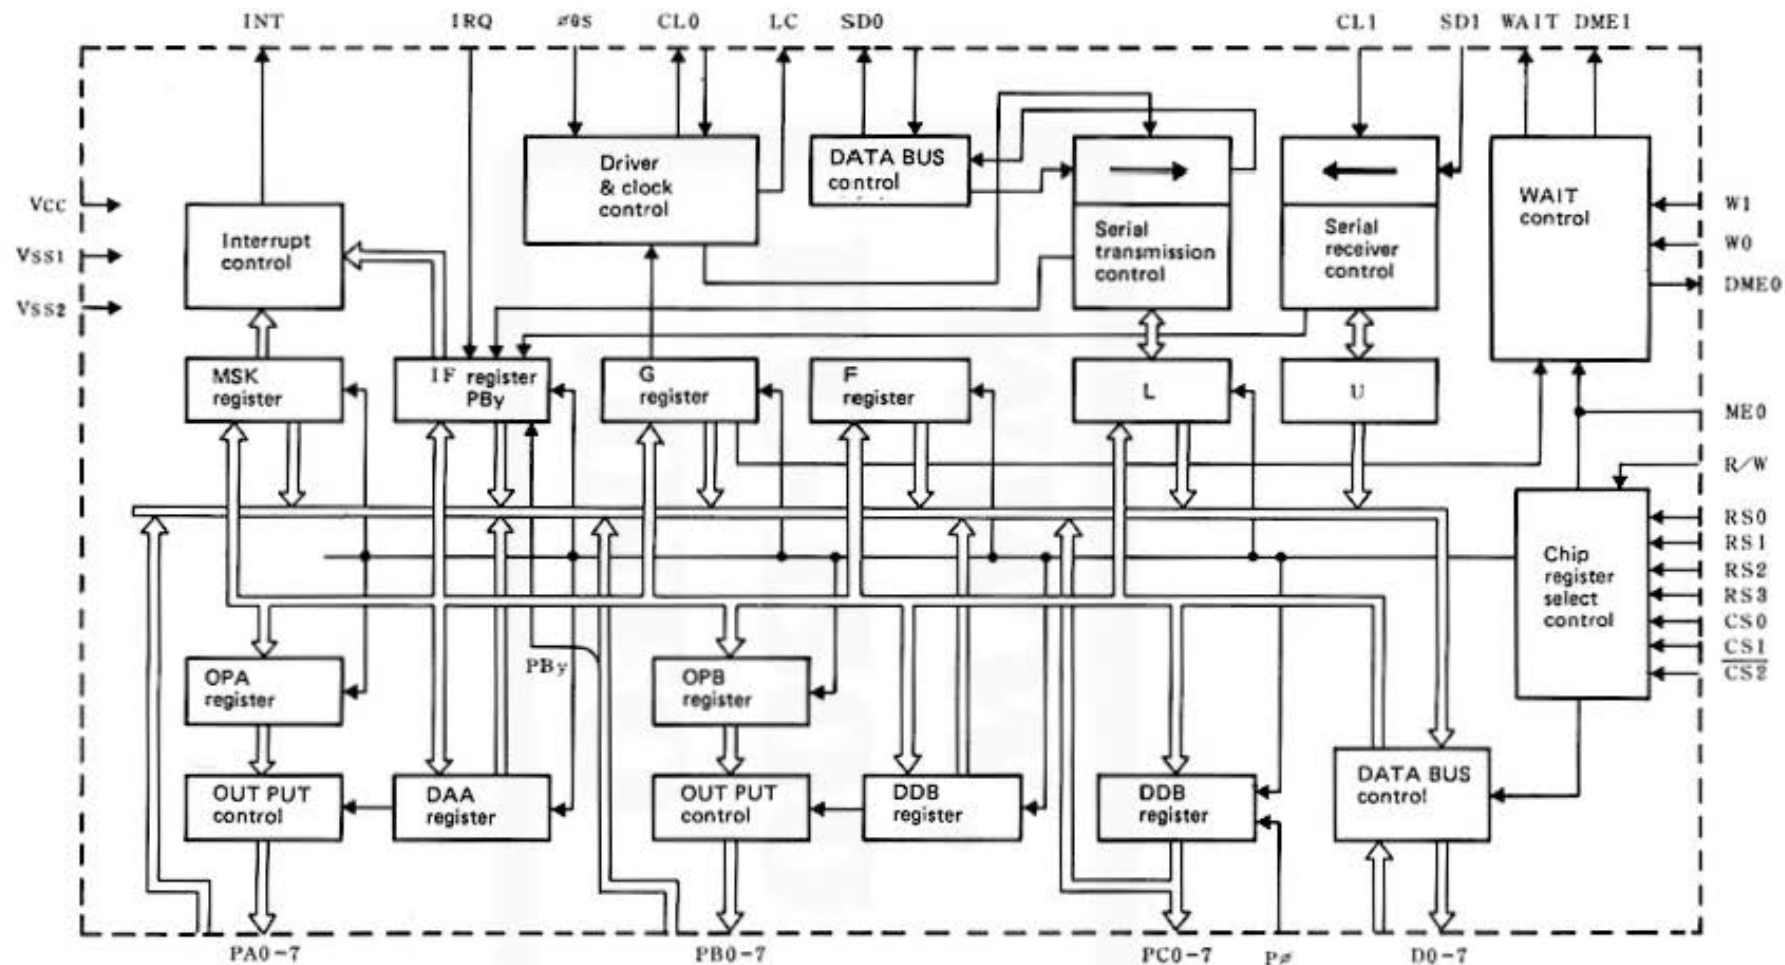 INT IRQ ø0S CL0 LC SD0 CL1 SD1 WAIT DME1
Driver
& clock
control
DATA BUS
control
WAIT
control
VCC
VSS1
VSS2
Interrupt
control
Serial
transmission
control
Serial
receiver
control
W1
W0
DME0
MSK
register
IF register
PBy
G
register
F
register
L
U
ME0
R/W
RS0
RS1
RS2
RS3
CS0
CS1
CS2
Chip
register
select
control
PBy
OPA
register
OPB
register
OUT PUT
control
DAA
register
OUT PUT
control
DDB
register
DDB
register
DATA BUS
control
PA0-7 PB0-7 PC0-7 Pø D0-7